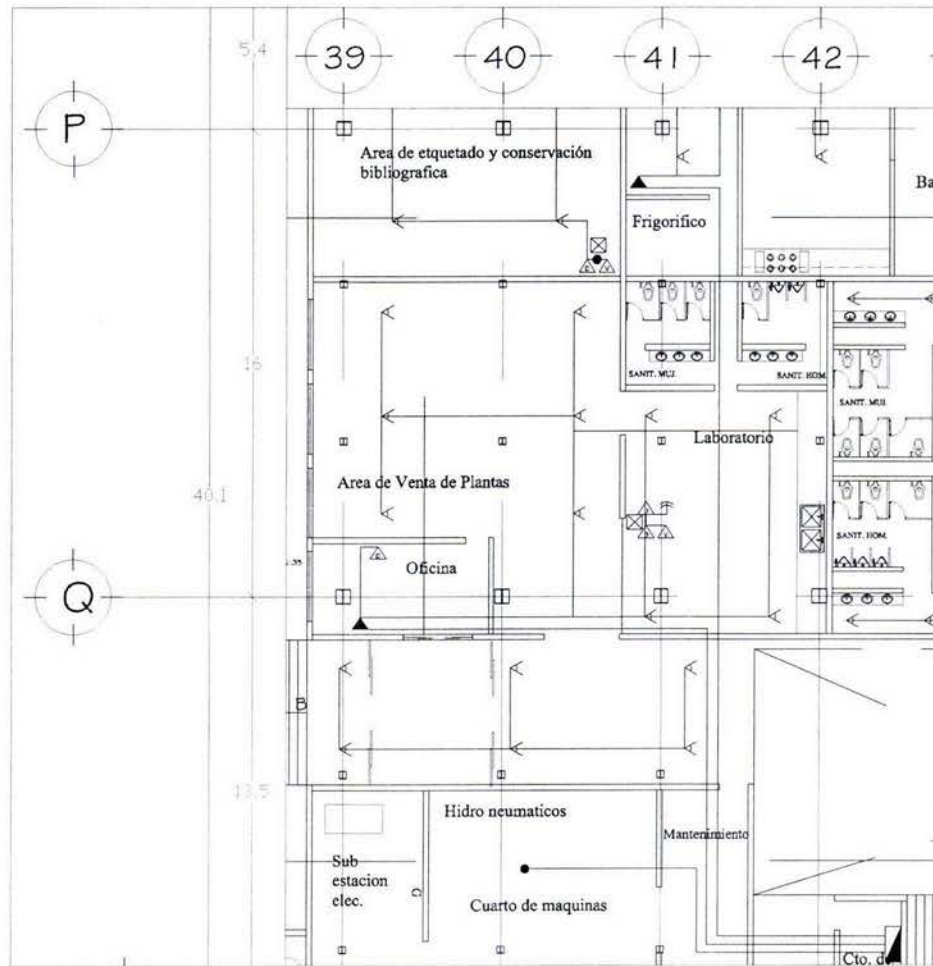 5.4
39
40
41
42
P
Area de etquetado y conservación
bibliografica
Ba
Frigorifico
16
SANIT. MUJ.
SANIT. HOM.
SANIT. MUJ.
Laboratorio
40.1
Area de Venta de Plantas
SANIT. HOM.
Oficina
Q
B
13.5
Hidro neumaticos
Mantenimiento
Sub
estacion
elec.
C
Cuarto de maquinas
Cto. de